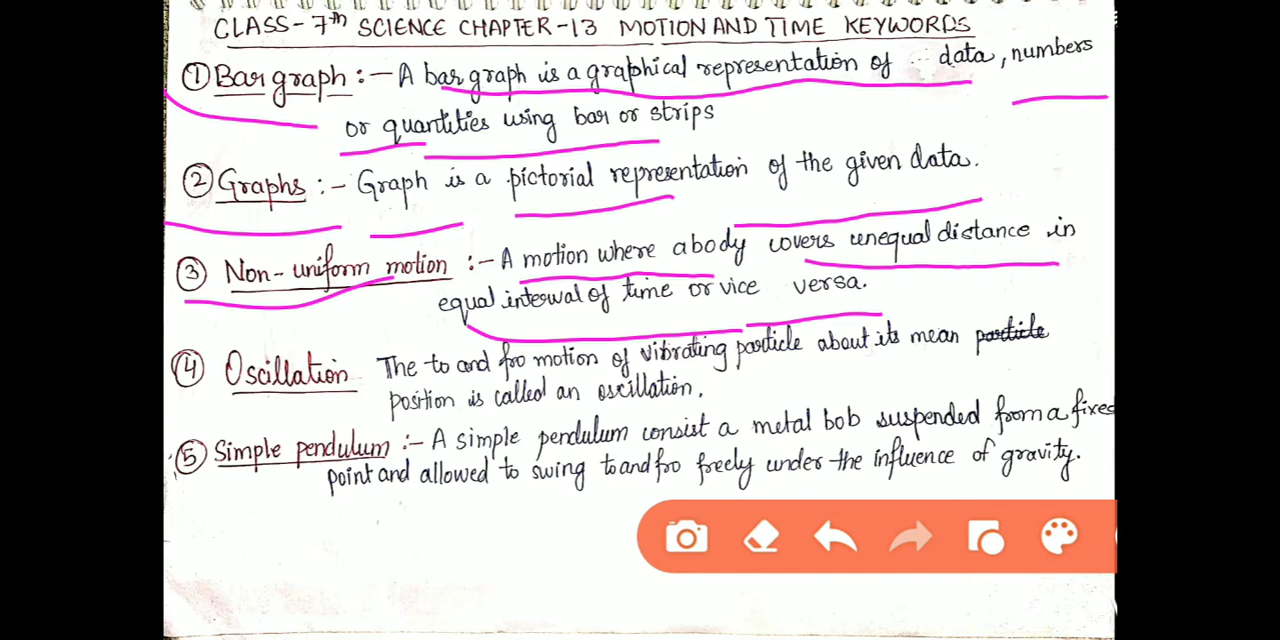 CLASS-7th SCIENCE CHAPTER-13 MOTION AND TIME KEYWORDS
① Bar graph :- A bar graph is a graphical representation of data, numbers
or quantities using bar or strips
② Graphs :- Graph is a pictorial representation of the given data.
③ Non-uniform motion :- A motion where a body covers unequal distance in
equal interval of time or vice versa.
④ Oscillation The to and fro motion of vibrating particle about its mean particle
position is called an oscillation.
⑤ Simple pendulum :- A simple pendulum consist a metal bob suspended from a fixed
point and allowed to swing to and fro freely under the influence of gravity.